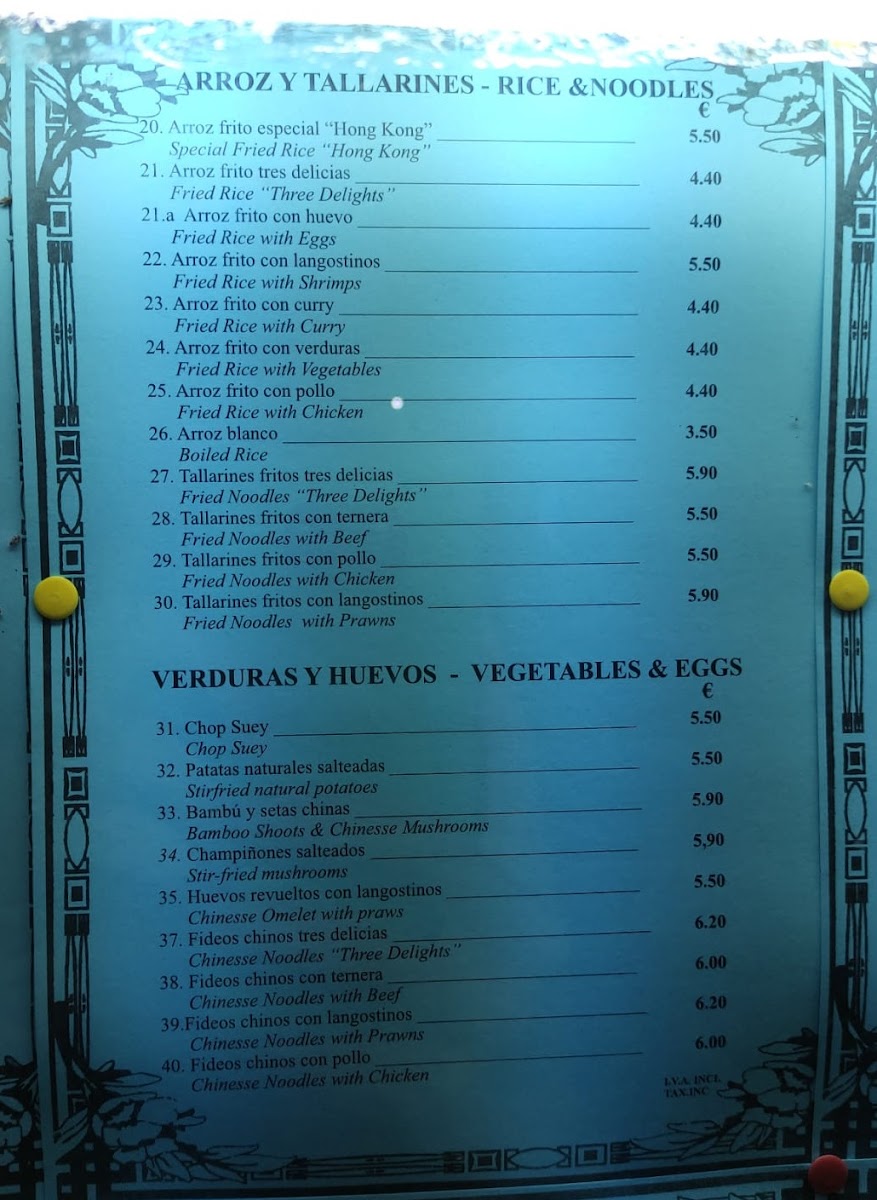 ARROZ Y TALLARINES - RICE &NOODLES
€
20. Arroz frito especial “Hong Kong” 5.50
Special Fried Rice “Hong Kong”
21. Arroz frito tres delicias 4.40
Fried Rice “Three Delights”
21.a Arroz frito con huevo 4.40
Fried Rice with Eggs
22. Arroz frito con langostinos 5.50
Fried Rice with Shrimps
23. Arroz frito con curry 4.40
Fried Rice with Curry
24. Arroz frito con verduras 4.40
Fried Rice with Vegetables
25. Arroz frito con pollo 4.40
Fried Rice with Chicken
26. Arroz blanco 3.50
Boiled Rice
27. Tallarines fritos tres delicias 5.90
Fried Noodles “Three Delights”
28. Tallarines fritos con ternera 5.50
Fried Noodles with Beef
29. Tallarines fritos con pollo 5.50
Fried Noodles with Chicken
30. Tallarines fritos con langostinos 5.90
Fried Noodles with Prawns
VERDURAS Y HUEVOS - VEGETABLES & EGGS
€
31. Chop Suey 5.50
Chop Suey
32. Patatas naturales salteadas 5.50
Stirfried natural potatoes
33. Bambú y setas chinas 5.90
Bamboo Shoots & Chinesse Mushrooms
34. Champiñones salteados 5,90
Stir-fried mushrooms
35. Huevos revueltos con langostinos 5.50
Chinesse Omelet with praws
37. Fideos chinos tres delicias 6.20
Chinesse Noodles “Three Delights”
38. Fideos chinos con ternera 6.00
Chinesse Noodles with Beef
39.Fideos chinos con langostinos 6.20
Chinesse Noodles with Prawns
40. Fideos chinos con pollo 6.00
Chinesse Noodles with Chicken
I.V.A. INCL
TAX.INC